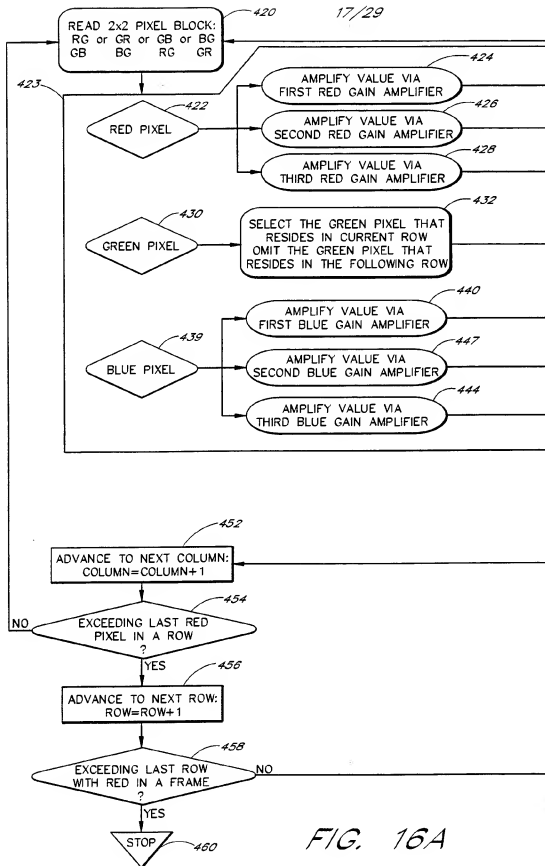 17/29
420
READ 2x2 PIXEL BLOCK:
RG or GR or GB or BG
GB BG RG GR
423
422
RED PIXEL
424
AMPLIFY VALUE VIA
FIRST RED GAIN AMPLIFIER
426
AMPLIFY VALUE VIA
SECOND RED GAIN AMPLIFIER
428
AMPLIFY VALUE VIA
THIRD RED GAIN AMPLIFIER
430
GREEN PIXEL
432
SELECT THE GREEN PIXEL THAT
RESIDES IN CURRENT ROW
OMIT THE GREEN PIXEL THAT
RESIDES IN THE FOLLOWING ROW
439
BLUE PIXEL
440
AMPLIFY VALUE VIA
FIRST BLUE GAIN AMPLIFIER
447
AMPLIFY VALUE VIA
SECOND BLUE GAIN AMPLIFIER
444
AMPLIFY VALUE VIA
THIRD BLUE GAIN AMPLIFIER
452
ADVANCE TO NEXT COLUMN:
COLUMN=COLUMN+1
454
NO
EXCEEDING LAST RED
PIXEL IN A ROW
?
YES
456
ADVANCE TO NEXT ROW:
ROW=ROW+1
458
EXCEEDING LAST ROW
WITH RED IN A FRAME
?
NO
YES
STOP
460
FIG. 16A